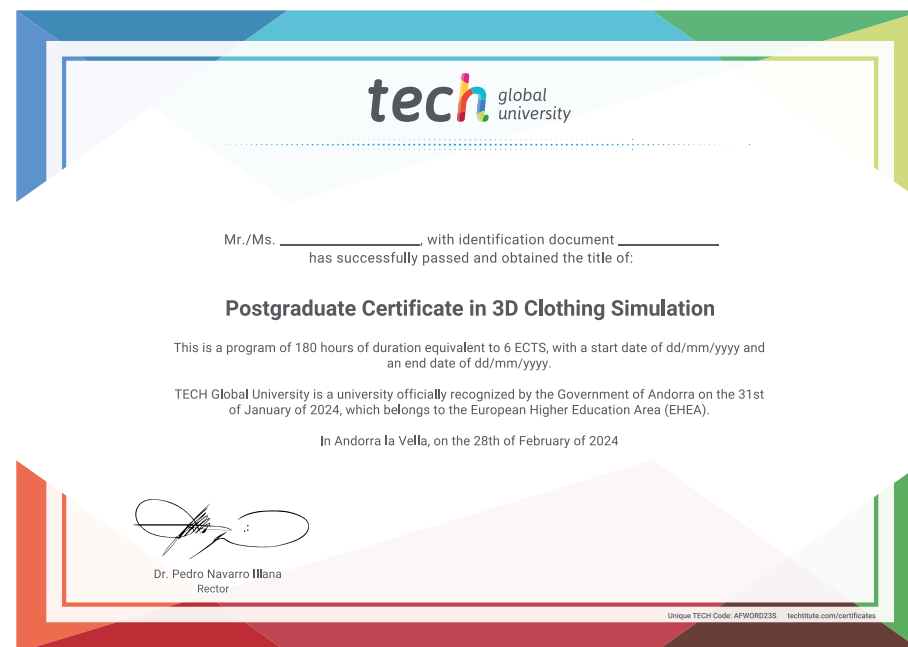 tech global university
Mr./Ms. ____________, with identification document ____________
has successfully passed and obtained the title of:
Postgraduate Certificate in 3D Clothing Simulation
This is a program of 180 hours of duration equivalent to 6 ECTS, with a start date of dd/mm/yyyy and
an end date of dd/mm/yyyy.
TECH Global University is a university officially recognized by the Government of Andorra on the 31st
of January of 2024, which belongs to the European Higher Education Area (EHEA).
In Andorra la Vella, on the 28th of February of 2024
Dr. Pedro Navarro Illana
Rector
Unique TECH Code: AFWORD23S techtitute.com/certificates